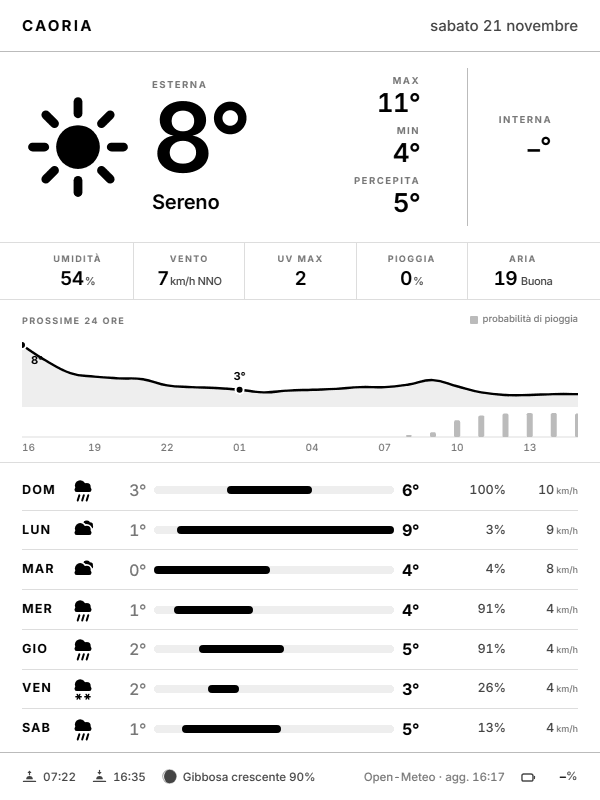 CAORIA
sabato 21 novembre
ESTERNA
8°
Sereno
MAX
11°
MIN
4°
PERCEPITA
5°
INTERNA
–°
UMIDITÀ
54%
VENTO
7 km/h NNO
UV MAX
2
PIOGGIA
0%
ARIA
19 Buona
PROSSIME 24 ORE
probabilità di pioggia
8°
3°
16 19 22 01 04 07 10 13
DOM 3° 6° 100% 10 km/h
LUN 1° 9° 3% 9 km/h
MAR 0° 4° 4% 8 km/h
MER 1° 4° 91% 4 km/h
GIO 2° 5° 91% 4 km/h
VEN 2° 3° 26% 4 km/h
SAB 1° 5° 13% 4 km/h
07:22 16:35 Gibbosa crescente 90% Open-Meteo · agg. 16:17 –%